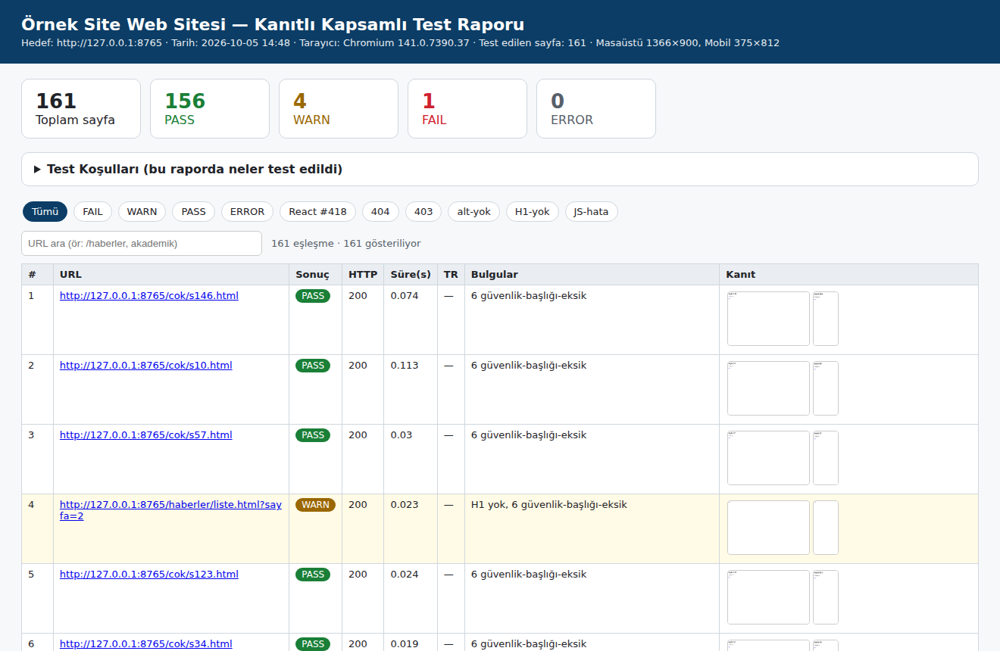 Örnek Site Web Sitesi — Kanıtlı Kapsamlı Test Raporu
Hedef: http://127.0.0.1:8765 · Tarih: 2026-10-05 14:48 · Tarayıcı: Chromium 141.0.7390.37 · Test edilen sayfa: 161 · Masaüstü 1366×900, Mobil 375×812
161 156 4 1 0
Toplam sayfa PASS WARN FAIL ERROR
Test Koşulları (bu raporda neler test edildi)
Tümü FAIL WARN PASS ERROR React #418 404 403 alt-yok H1-yok JS-hata
URL ara (ör: /haberler, akademik) 161 eşleşme · 161 gösteriliyor
# URL Sonuç HTTP Süre(s) TR Bulgular Kanıt
1 http://127.0.0.1:8765/cok/s146.html PASS 200 0.074 — 6 güvenlik-başlığı-eksik
2 http://127.0.0.1:8765/cok/s10.html PASS 200 0.113 — 6 güvenlik-başlığı-eksik
3 http://127.0.0.1:8765/cok/s57.html PASS 200 0.03 — 6 güvenlik-başlığı-eksik
4 http://127.0.0.1:8765/haberler/liste.html?say WARN 200 0.023 — H1 yok, 6 güvenlik-başlığı-eksik
fa=2
5 http://127.0.0.1:8765/cok/s123.html PASS 200 0.024 — 6 güvenlik-başlığı-eksik
6 http://127.0.0.1:8765/cok/s34.html PASS 200 0.019 — 6 güvenlik-başlığı-eksik